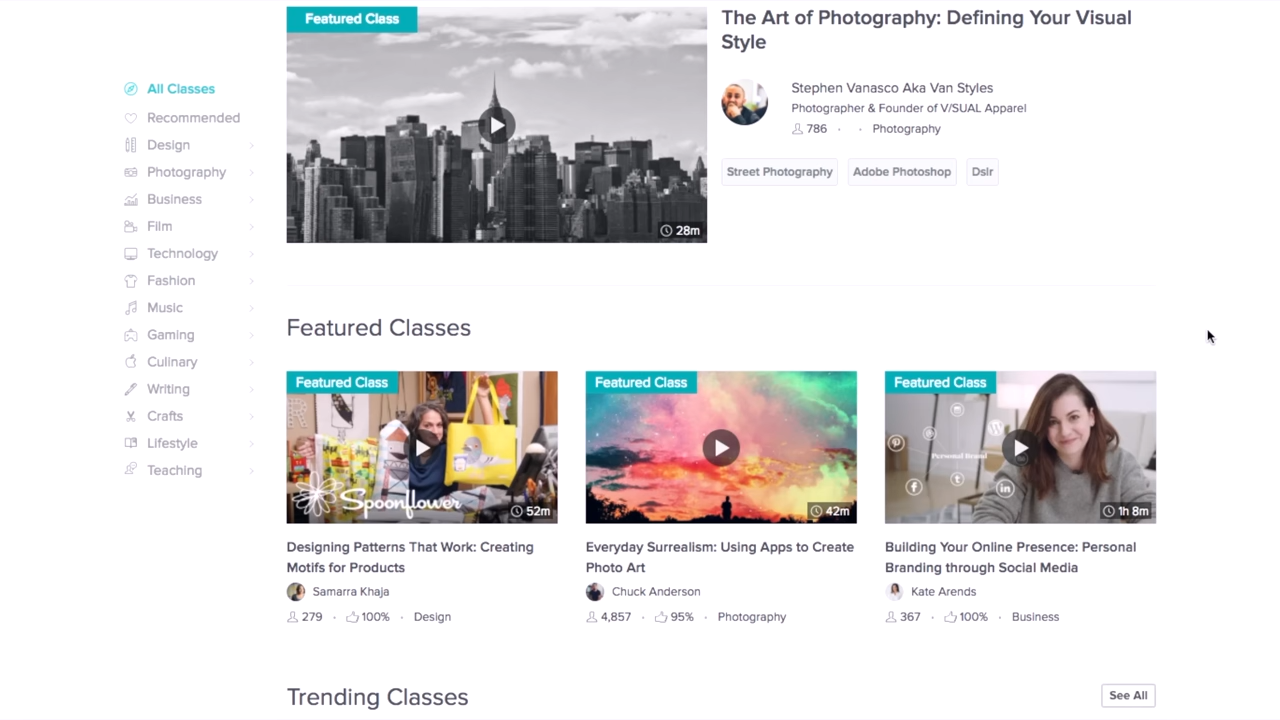 Featured Class
28m
The Art of Photography: Defining Your Visual
Style
Stephen Vanasco Aka Van Styles
Photographer & Founder of V/SUAL Apparel
786 · · Photography
Street Photography
Adobe Photoshop
Dslr
All Classes
Recommended
Design
Photography
Business
Film
Technology
Fashion
Music
Gaming
Culinary
Writing
Crafts
Lifestyle
Teaching
Featured Classes
Featured Class
Spoonflower
52m
Designing Patterns That Work: Creating
Motifs for Products
Samarra Khaja
279 · 100% · Design
Featured Class
42m
Everyday Surrealism: Using Apps to Create
Photo Art
Chuck Anderson
4,857 · 95% · Photography
Featured Class
Personal Brand
1h 8m
Building Your Online Presence: Personal
Branding through Social Media
Kate Arends
367 · 100% · Business
Trending Classes
See All